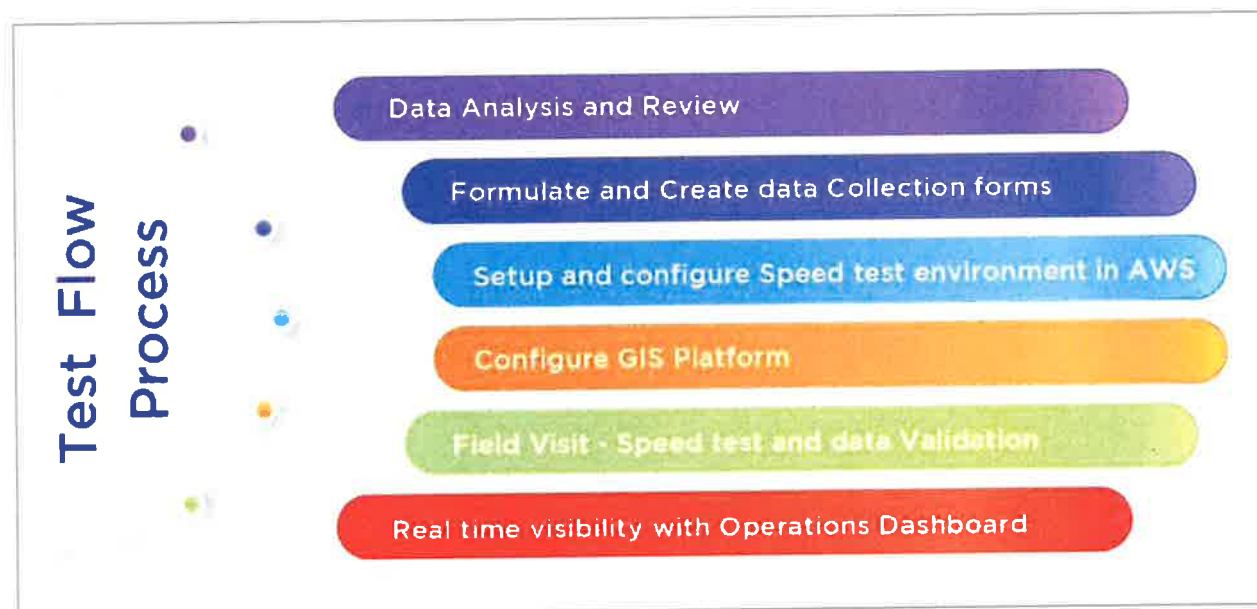 Test Flow
Process
Data Analysis and Review
Formulate and Create data Collection forms
Setup and configure Speed test environment in AWS
Configure GIS Platform
Field Visit - Speed test and data Validation
Real time visibility with Operations Dashboard